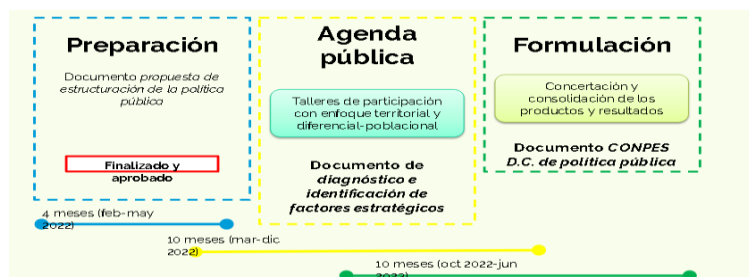 Preparación
Documento propuesta de
estructuración de la política
pública
Finalizado y
aprobado
4 meses (feb-may
2022)
Agenda
pública
Talleres de participación
con enfoque territorial y
diferencial-poblacional
Documento de
diagnóstico e
identificación de
factores estratégicos
10 meses (mar-dic
2022)
Formulación
Concertación y
consolidación de los
productos y resultados
Documento CONPES
D.C. de política pública
10 meses (oct 2022-jun
2023)